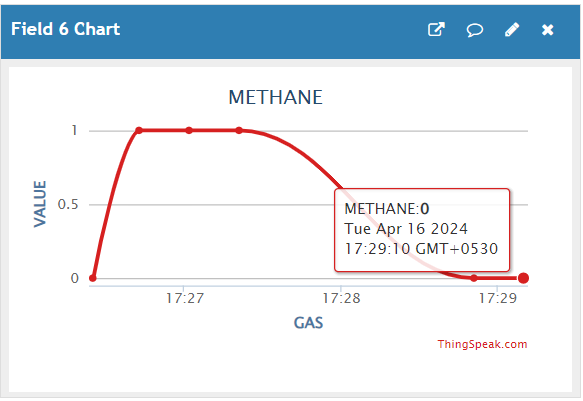 Field 6 Chart
METHANE
1
0.5
0
VALUE
METHANE:0
Tue Apr 16 2024
17:29:10 GMT+0530
17:27
17:28
17:29
GAS
ThingSpeak.com